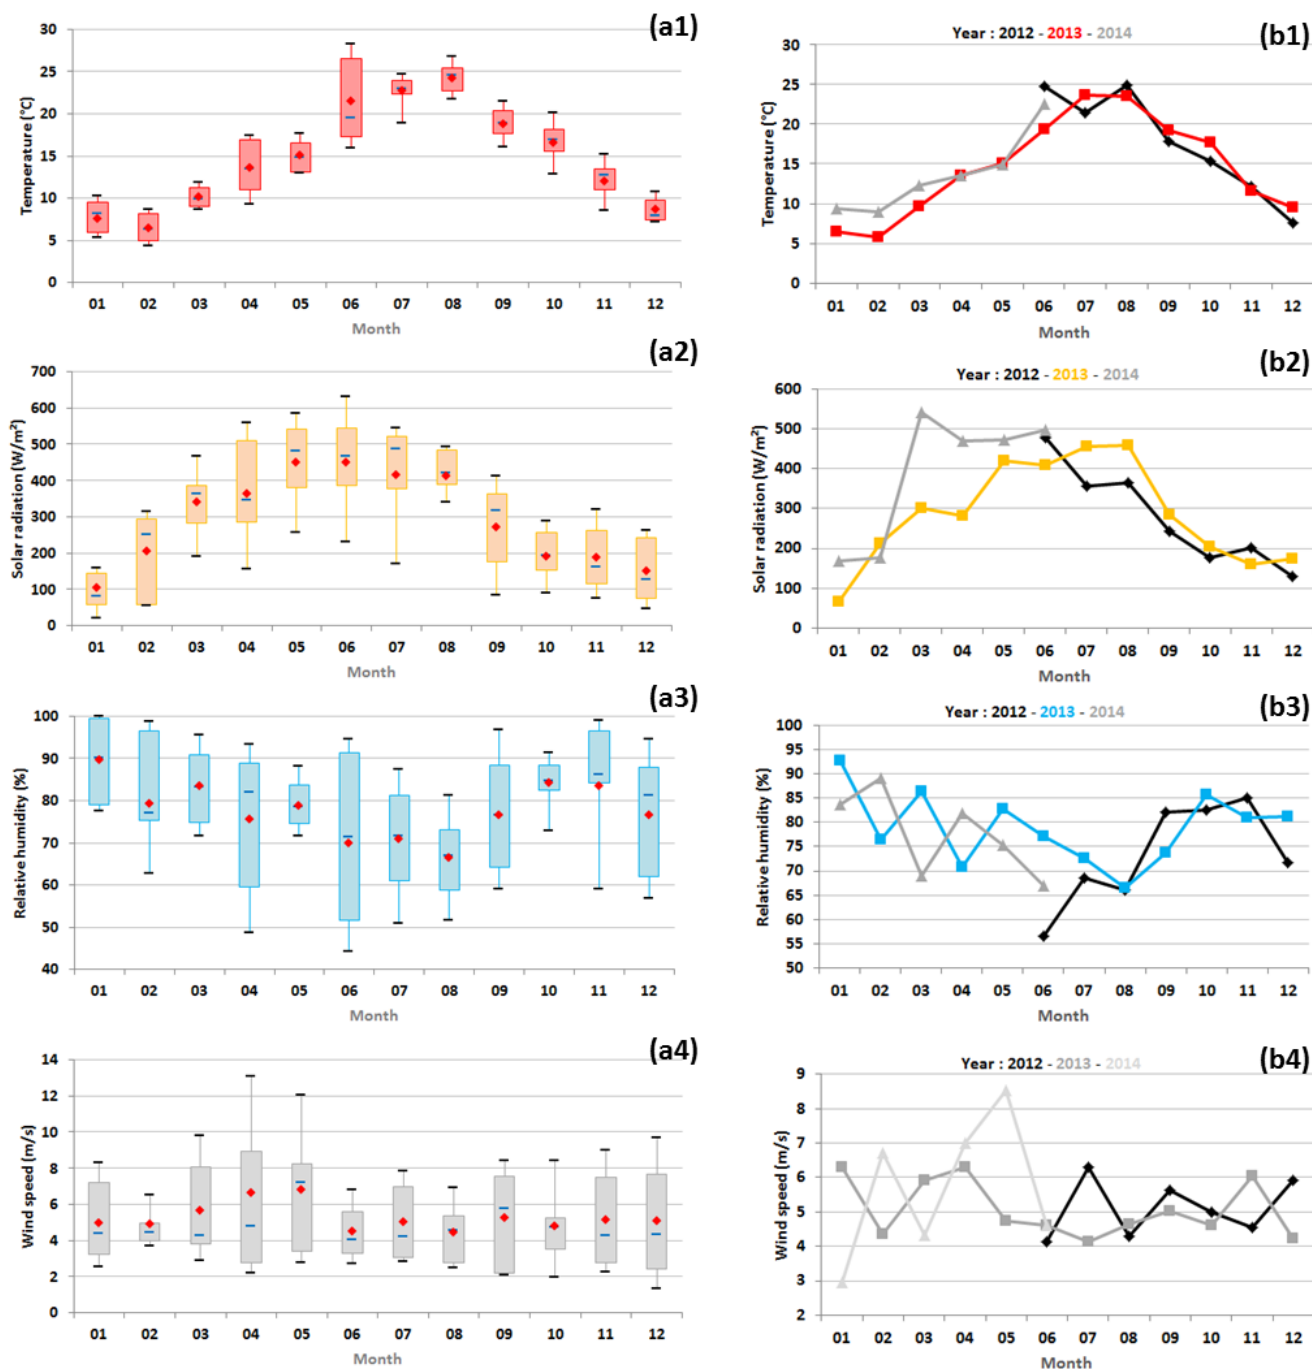 (a1)
30
25
20
15
10
5
0
Temperature (°C)
01 02 03 04 05 06 07 08 09 10 11 12
Month
(b1)
Year : 2012 - 2013 - 2014
30
25
20
15
10
5
0
Temperature (°C)
01 02 03 04 05 06 07 08 09 10 11 12
Month
(a2)
700
600
500
400
300
200
100
0
Solar radiation (W/m²)
01 02 03 04 05 06 07 08 09 10 11 12
Month
(b2)
Year : 2012 - 2013 - 2014
600
500
400
300
200
100
0
Solar radiation (W/m²)
01 02 03 04 05 06 07 08 09 10 11 12
Month
(a3)
100
90
80
70
60
50
40
Relative humidity (%)
01 02 03 04 05 06 07 08 09 10 11 12
Month
(b3)
Year : 2012 - 2013 - 2014
100
95
90
85
80
75
70
65
60
55
50
Relative humidity (%)
01 02 03 04 05 06 07 08 09 10 11 12
Month
(a4)
14
12
10
8
6
4
2
0
Wind speed (m/s)
01 02 03 04 05 06 07 08 09 10 11 12
Month
(b4)
Year : 2012 - 2013 - 2014
9
8
7
6
5
4
3
2
Wind speed (m/s)
01 02 03 04 05 06 07 08 09 10 11 12
Month